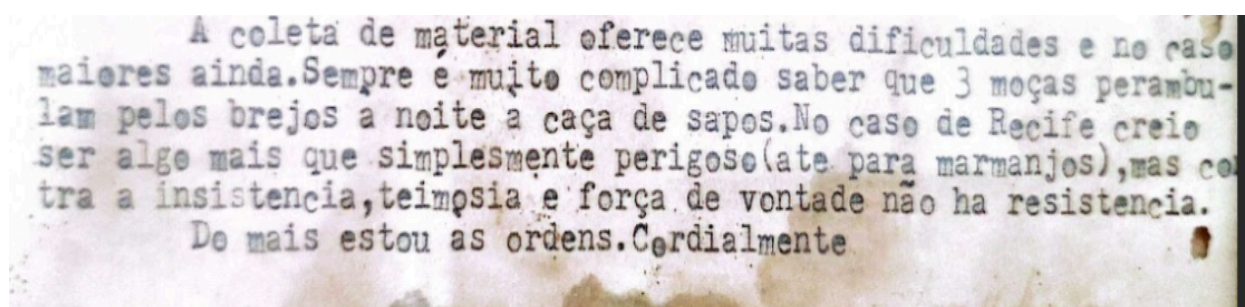 A coleta de material oferece muitas dificuldades e no caso
maiores ainda.Sempre é muito complicado saber que 3 moças perambu-
lam pelos brejos a noite a caça de sapos.No caso de Recife creio
ser algo mais que simplesmente perigoso(ate para marmanjos),mas con
tra a insistencia,teimosia e força de vontade não ha resistencia.
Do mais estou as ordens.Cordialmente